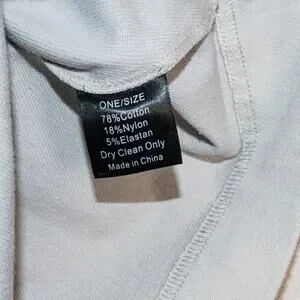 ONE/SIZE
78%Cotton
18%Nylon
5%Elastan
Dry Clean Only
Made in China